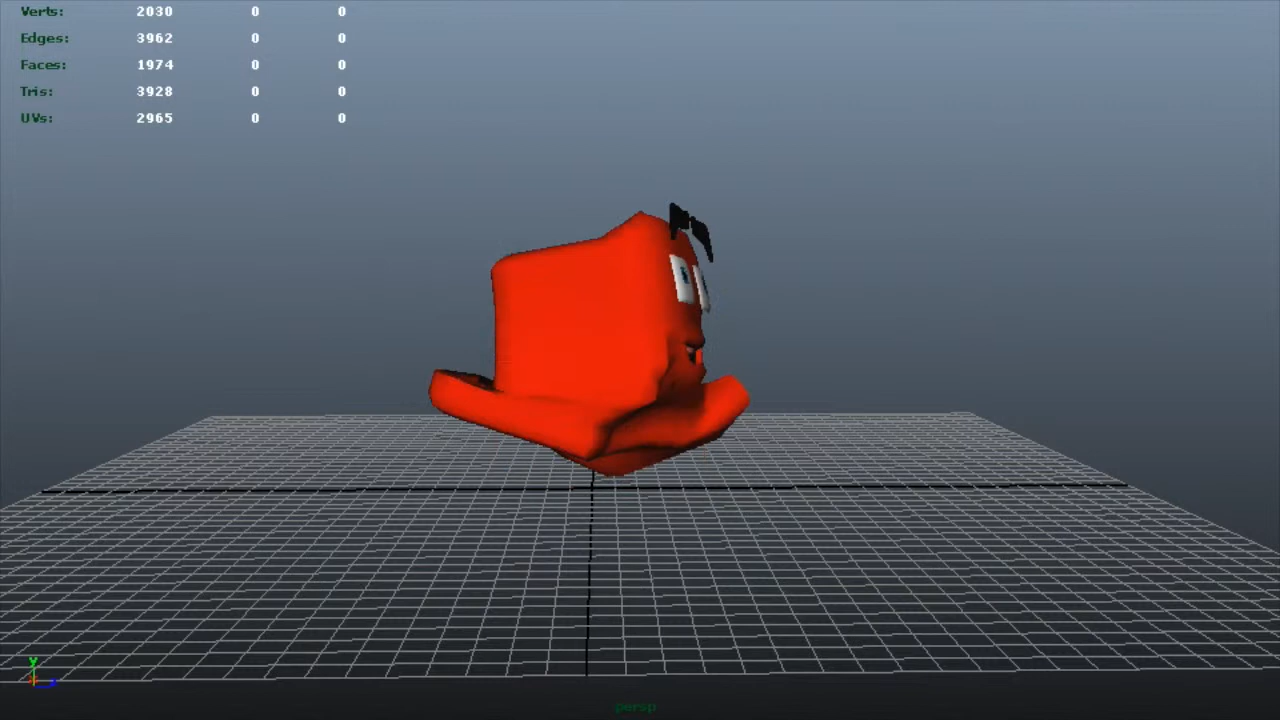 Verts: 2030 0 0
Edges: 3962 0 0
Faces: 1974 0 0
Tris: 3928 0 0
UVs: 2965 0 0
y
persp